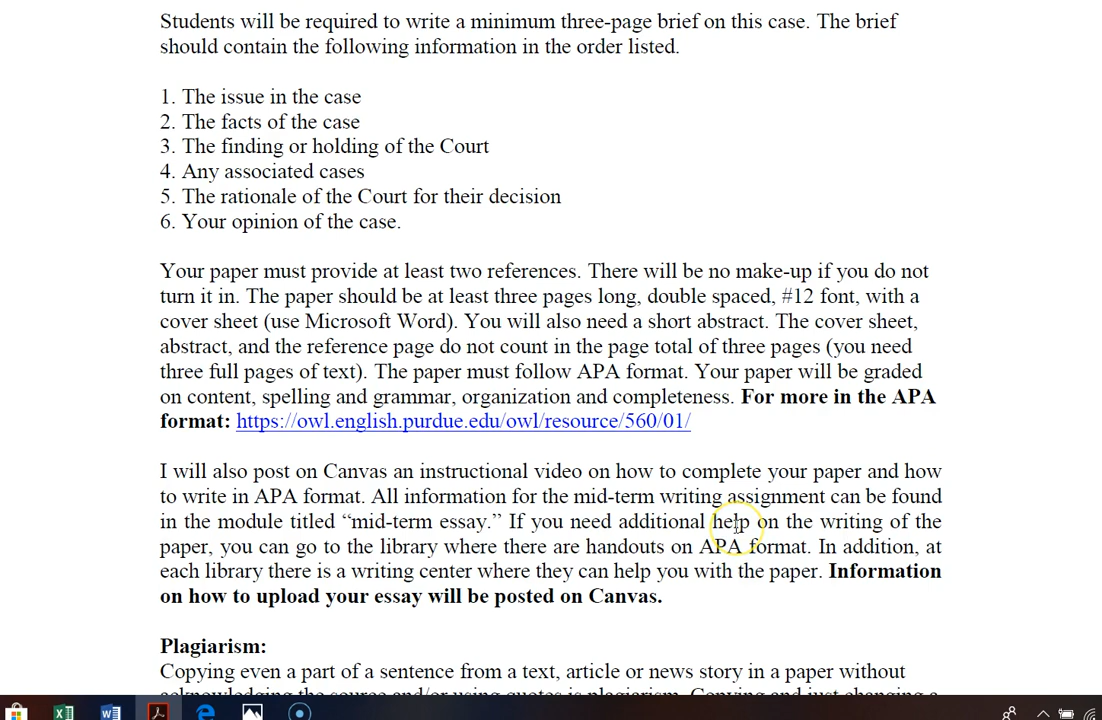 Students will be required to write a minimum three-page brief on this case. The brief
should contain the following information in the order listed.
1. The issue in the case
2. The facts of the case
3. The finding or holding of the Court
4. Any associated cases
5. The rationale of the Court for their decision
6. Your opinion of the case.
Your paper must provide at least two references. There will be no make-up if you do not
turn it in. The paper should be at least three pages long, double spaced, #12 font, with a
cover sheet (use Microsoft Word). You will also need a short abstract. The cover sheet,
abstract, and the reference page do not count in the page total of three pages (you need
three full pages of text). The paper must follow APA format. Your paper will be graded
on content, spelling and grammar, organization and completeness. For more in the APA
format: https://owl.english.purdue.edu/owl/resource/560/01/
I will also post on Canvas an instructional video on how to complete your paper and how
to write in APA format. All information for the mid-term writing assignment can be found
in the module titled “mid-term essay.” If you need additional help on the writing of the
paper, you can go to the library where there are handouts on APA format. In addition, at
each library there is a writing center where they can help you with the paper. Information
on how to upload your essay will be posted on Canvas.
Plagiarism:
Copying even a part of a sentence from a text, article or news story in a paper without
acknowledging the source and/or using quotes is plagiarism. Copying and just changing a